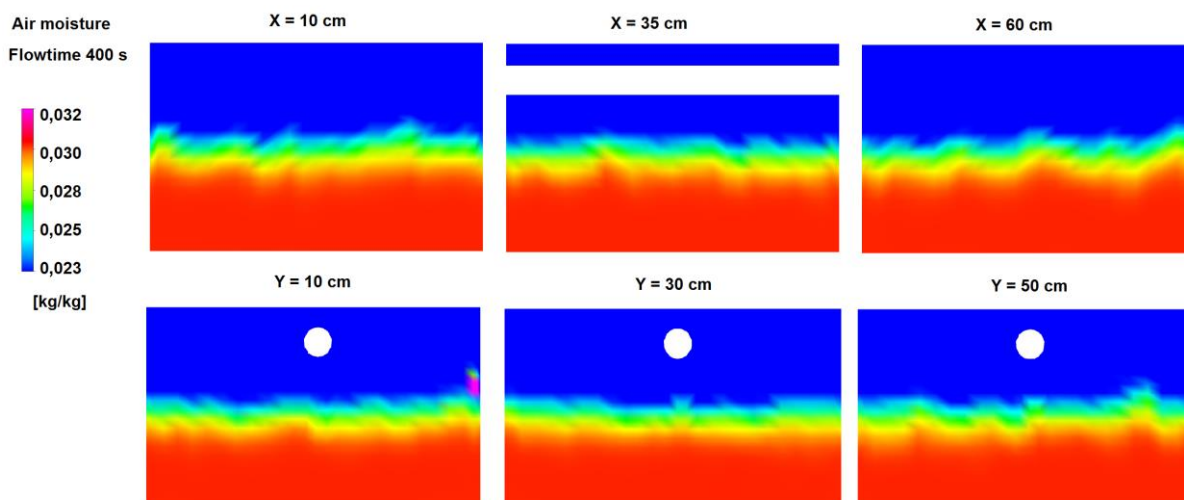 Air moisture
Flowtime 400 s
X = 10 cm
X = 35 cm
X = 60 cm
0,032
0,030
0,028
0,025
0,023
[kg/kg]
Y = 10 cm
Y = 30 cm
Y = 50 cm